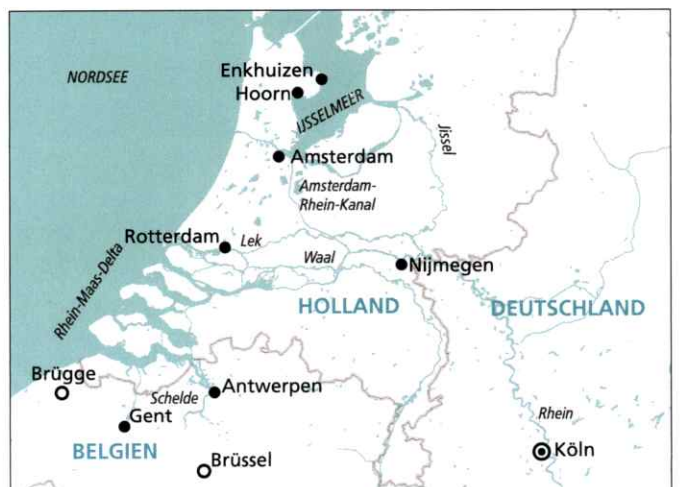 NORDSEE
Enkhuizen
Hoorn
IJSSELMEER
Jissel
Amsterdam
Amsterdam-
Rhein-Kanal
Rotterdam
Lek
Waal
Nijmegen
Rhein-Maas-Delta
HOLLAND
DEUTSCHLAND
Brügge
Schelde
Antwerpen
Gent
Rhein
BELGIEN
Brüssel
Köln